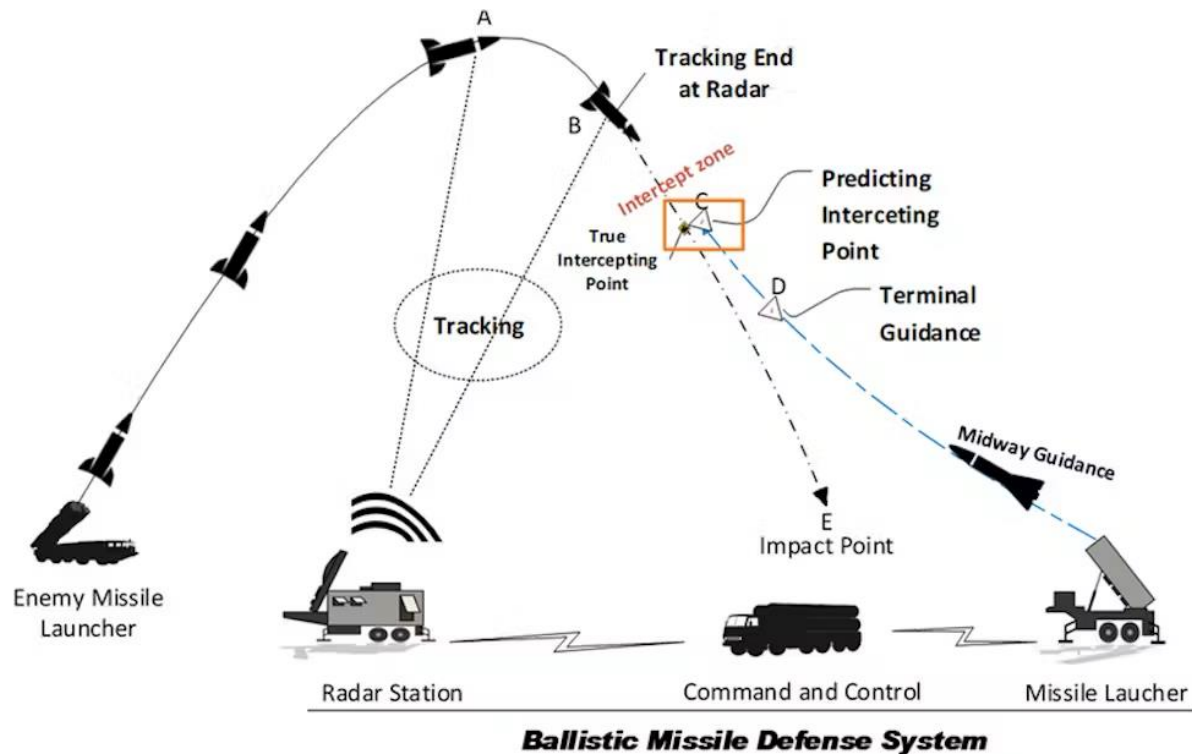 A
Tracking End
at Radar
B
Intercept zone
C
Predicting
Interceting
Point
True
Intercepting
Point
D
Terminal
Guidance
Tracking
Midway Guidance
E
Impact Point
Enemy Missile
Launcher
Radar Station
Command and Control
Missile Laucher
Ballistic Missile Defense System